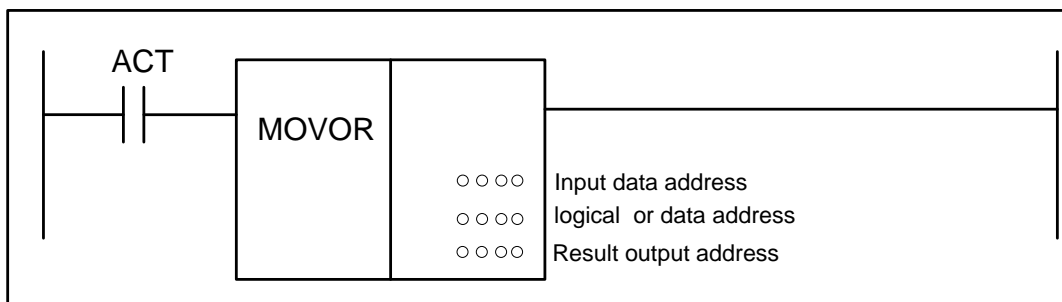 ACT
MOVOR
○○○○ Input data address
○○○○ logical or data address
○○○○ Result output address